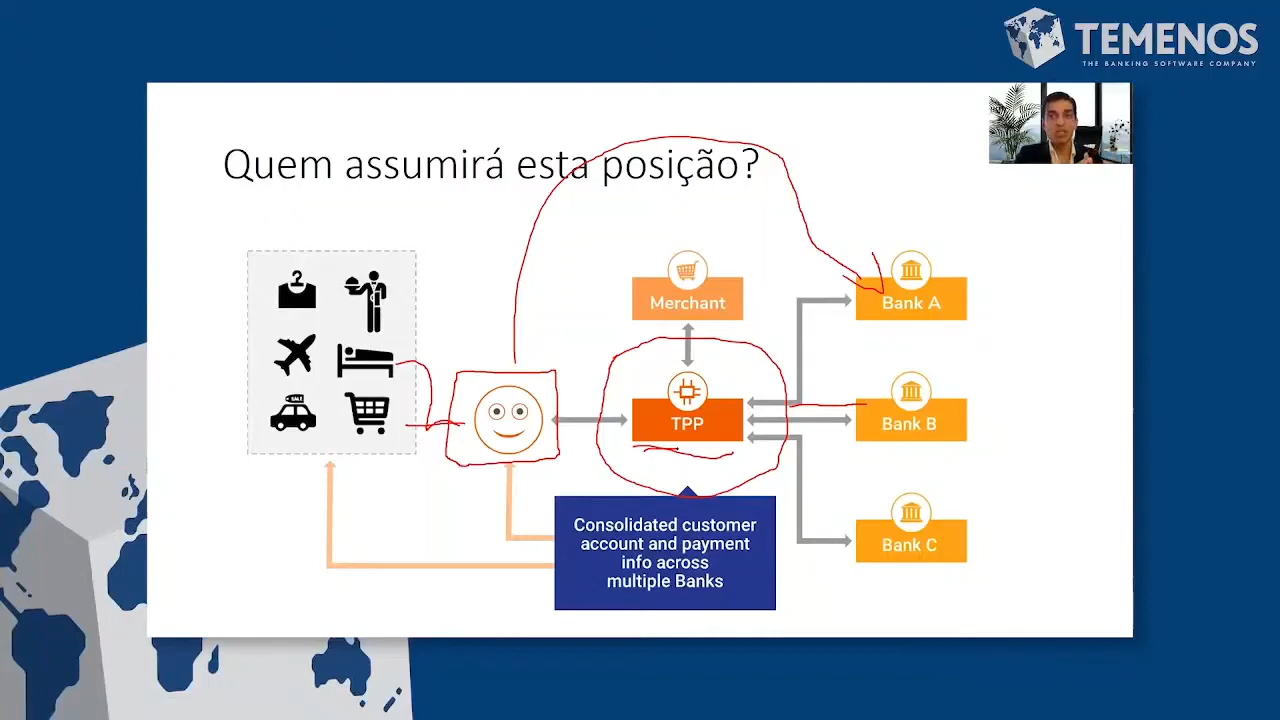 TEMENOS
THE BANKING SOFTWARE COMPANY
Quem assumirá esta posição?
Merchant
Bank A
TPP
Bank B
Consolidated customer
account and payment
info across
multiple Banks
Bank C